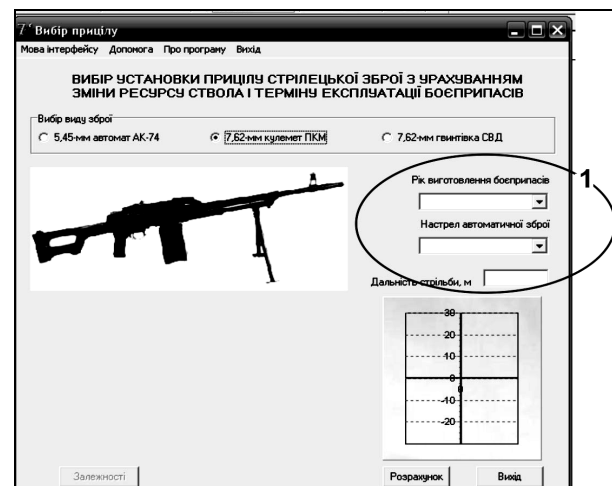 Вибір прицілу
Мова інтерфейсу Допомога Про програму Вихід
ВИБІР УСТАНОВКИ ПРИЦІЛУ СТРІЛЕЦЬКОЇ ЗБРОЇ З УРАХУВАННЯМ
ЗМІНИ РЕСУРСУ СТВОЛА І ТЕРМІНУ ЕКСПЛУАТАЦІЇ БОЄПРИПАСІВ
Вибір виду зброї
5,45-мм автомат АК-74 7,62-мм кулемет ПКМ 7,62-мм гвинтівка СВД
Рік виготовлення боєприпасів
1
Настрел автоматичної зброї
Дальність стрільби, м
30
20
10
0
-10
-20
Залежності Розрахунок Вихід